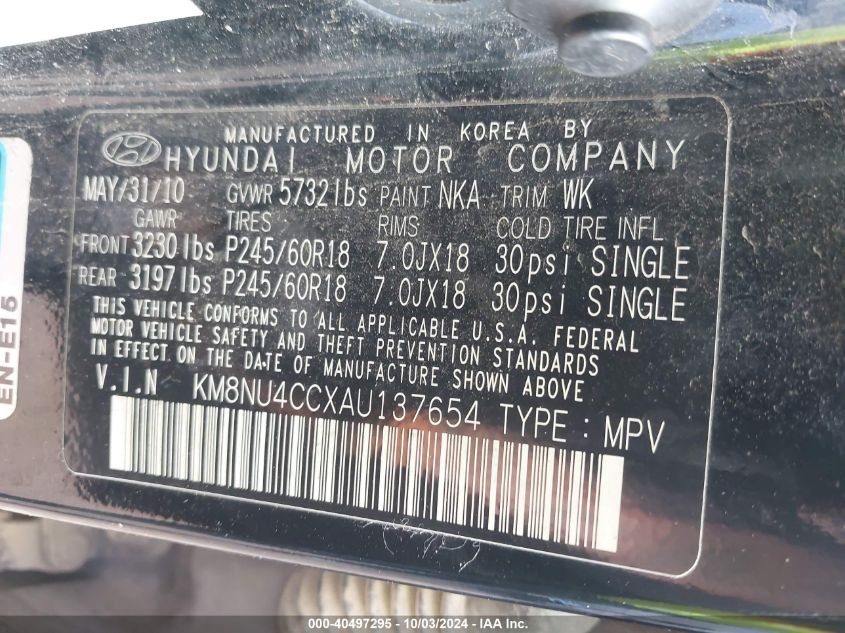 MANUFACTURED IN KOREA BY
HYUNDAI MOTOR COMPANY
MAY/31/10 GVWR 5732lbs PAINT NKA TRIM WK
GAWR TIRES RIMS COLD TIRE INFL
FRONT 3230lbs P245/60R18 7.0JX18 30psi SINGLE
REAR 3197lbs P245/60R18 7.0JX18 30psi SINGLE
THIS VEHICLE CONFORMS TO ALL APPLICABLE U.S.A. FEDERAL
MOTOR VEHICLE SAFETY AND THEFT PREVENTION STANDARDS
IN EFFECT ON THE DATE OF MANUFACTURE SHOWN ABOVE
V.I.N KM8NU4CCXAU137654 TYPE : MPV
EN-E15
000-40497295 - 10/03/2024 - IAA Inc.